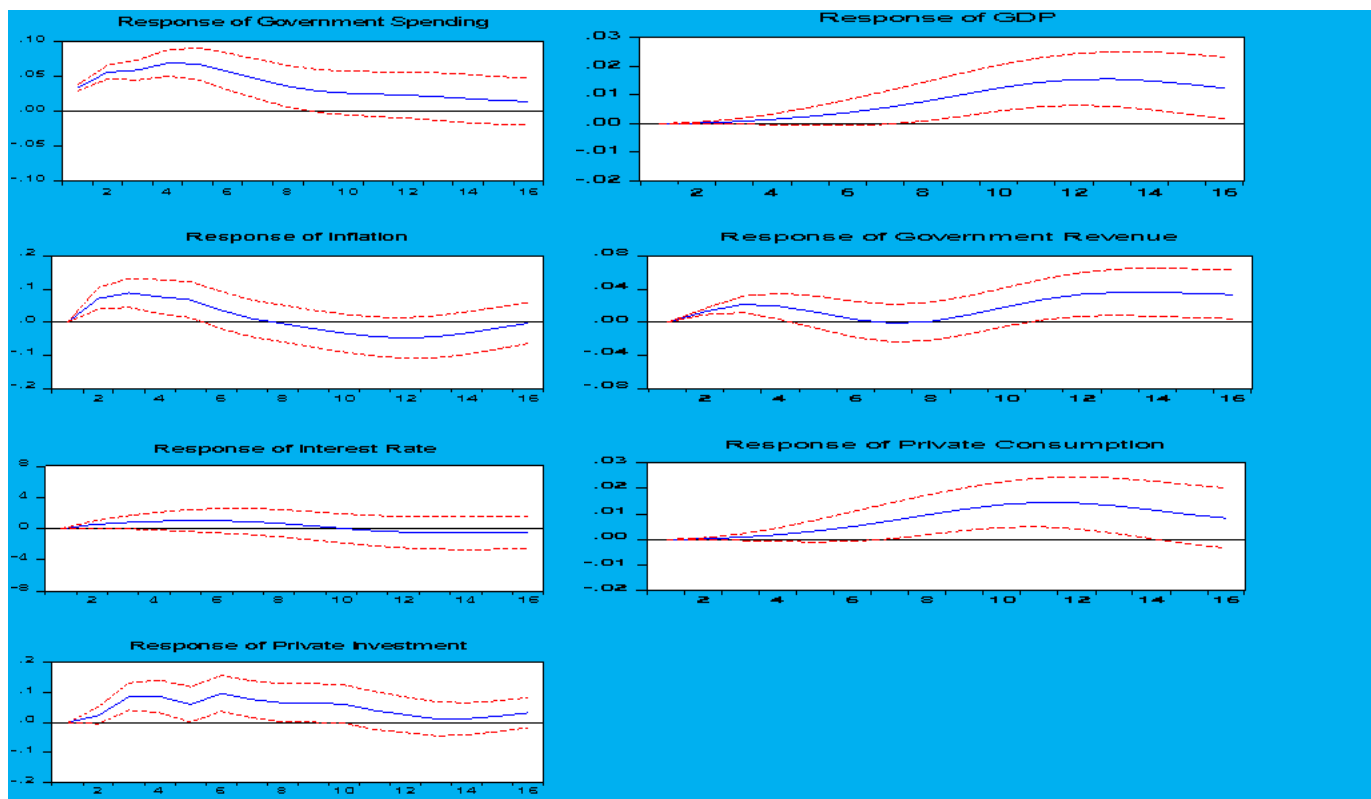 Response of Government Spending
.10
.05
.00
-.05
-.10
2 4 6 8 10 12 14 16
Response of GDP
.03
.02
.01
.00
-.01
-.02
2 4 6 8 10 12 14 16
Response of Inflation
.2
.1
.0
-.1
-.2
2 4 6 8 10 12 14 16
Response of Government Revenue
.08
.04
.00
-.04
-.08
2 4 6 8 10 12 14 16
Response of Interest Rate
8
4
0
-4
-8
2 4 6 8 10 12 14 16
Response of Private Consumption
.03
.02
.01
.00
-.01
-.02
2 4 6 8 10 12 14 16
Response of Private Investment
.2
.1
.0
-.1
-.2
2 4 6 8 10 12 14 16